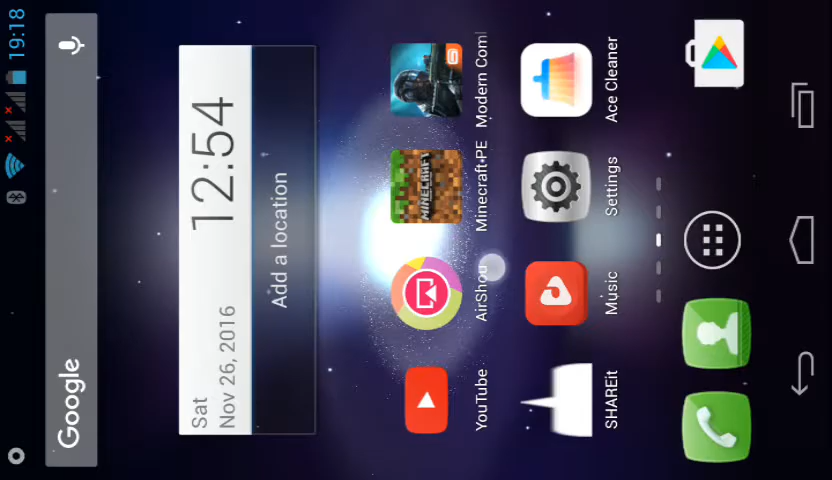 19:18
Google
12:54
Sat
Nov 26, 2016
Add a location
YouTube
AirShou
Minecraft PE
Modern Com
SHAREit
Music
Settings
Ace Cleaner
MINECRAFT